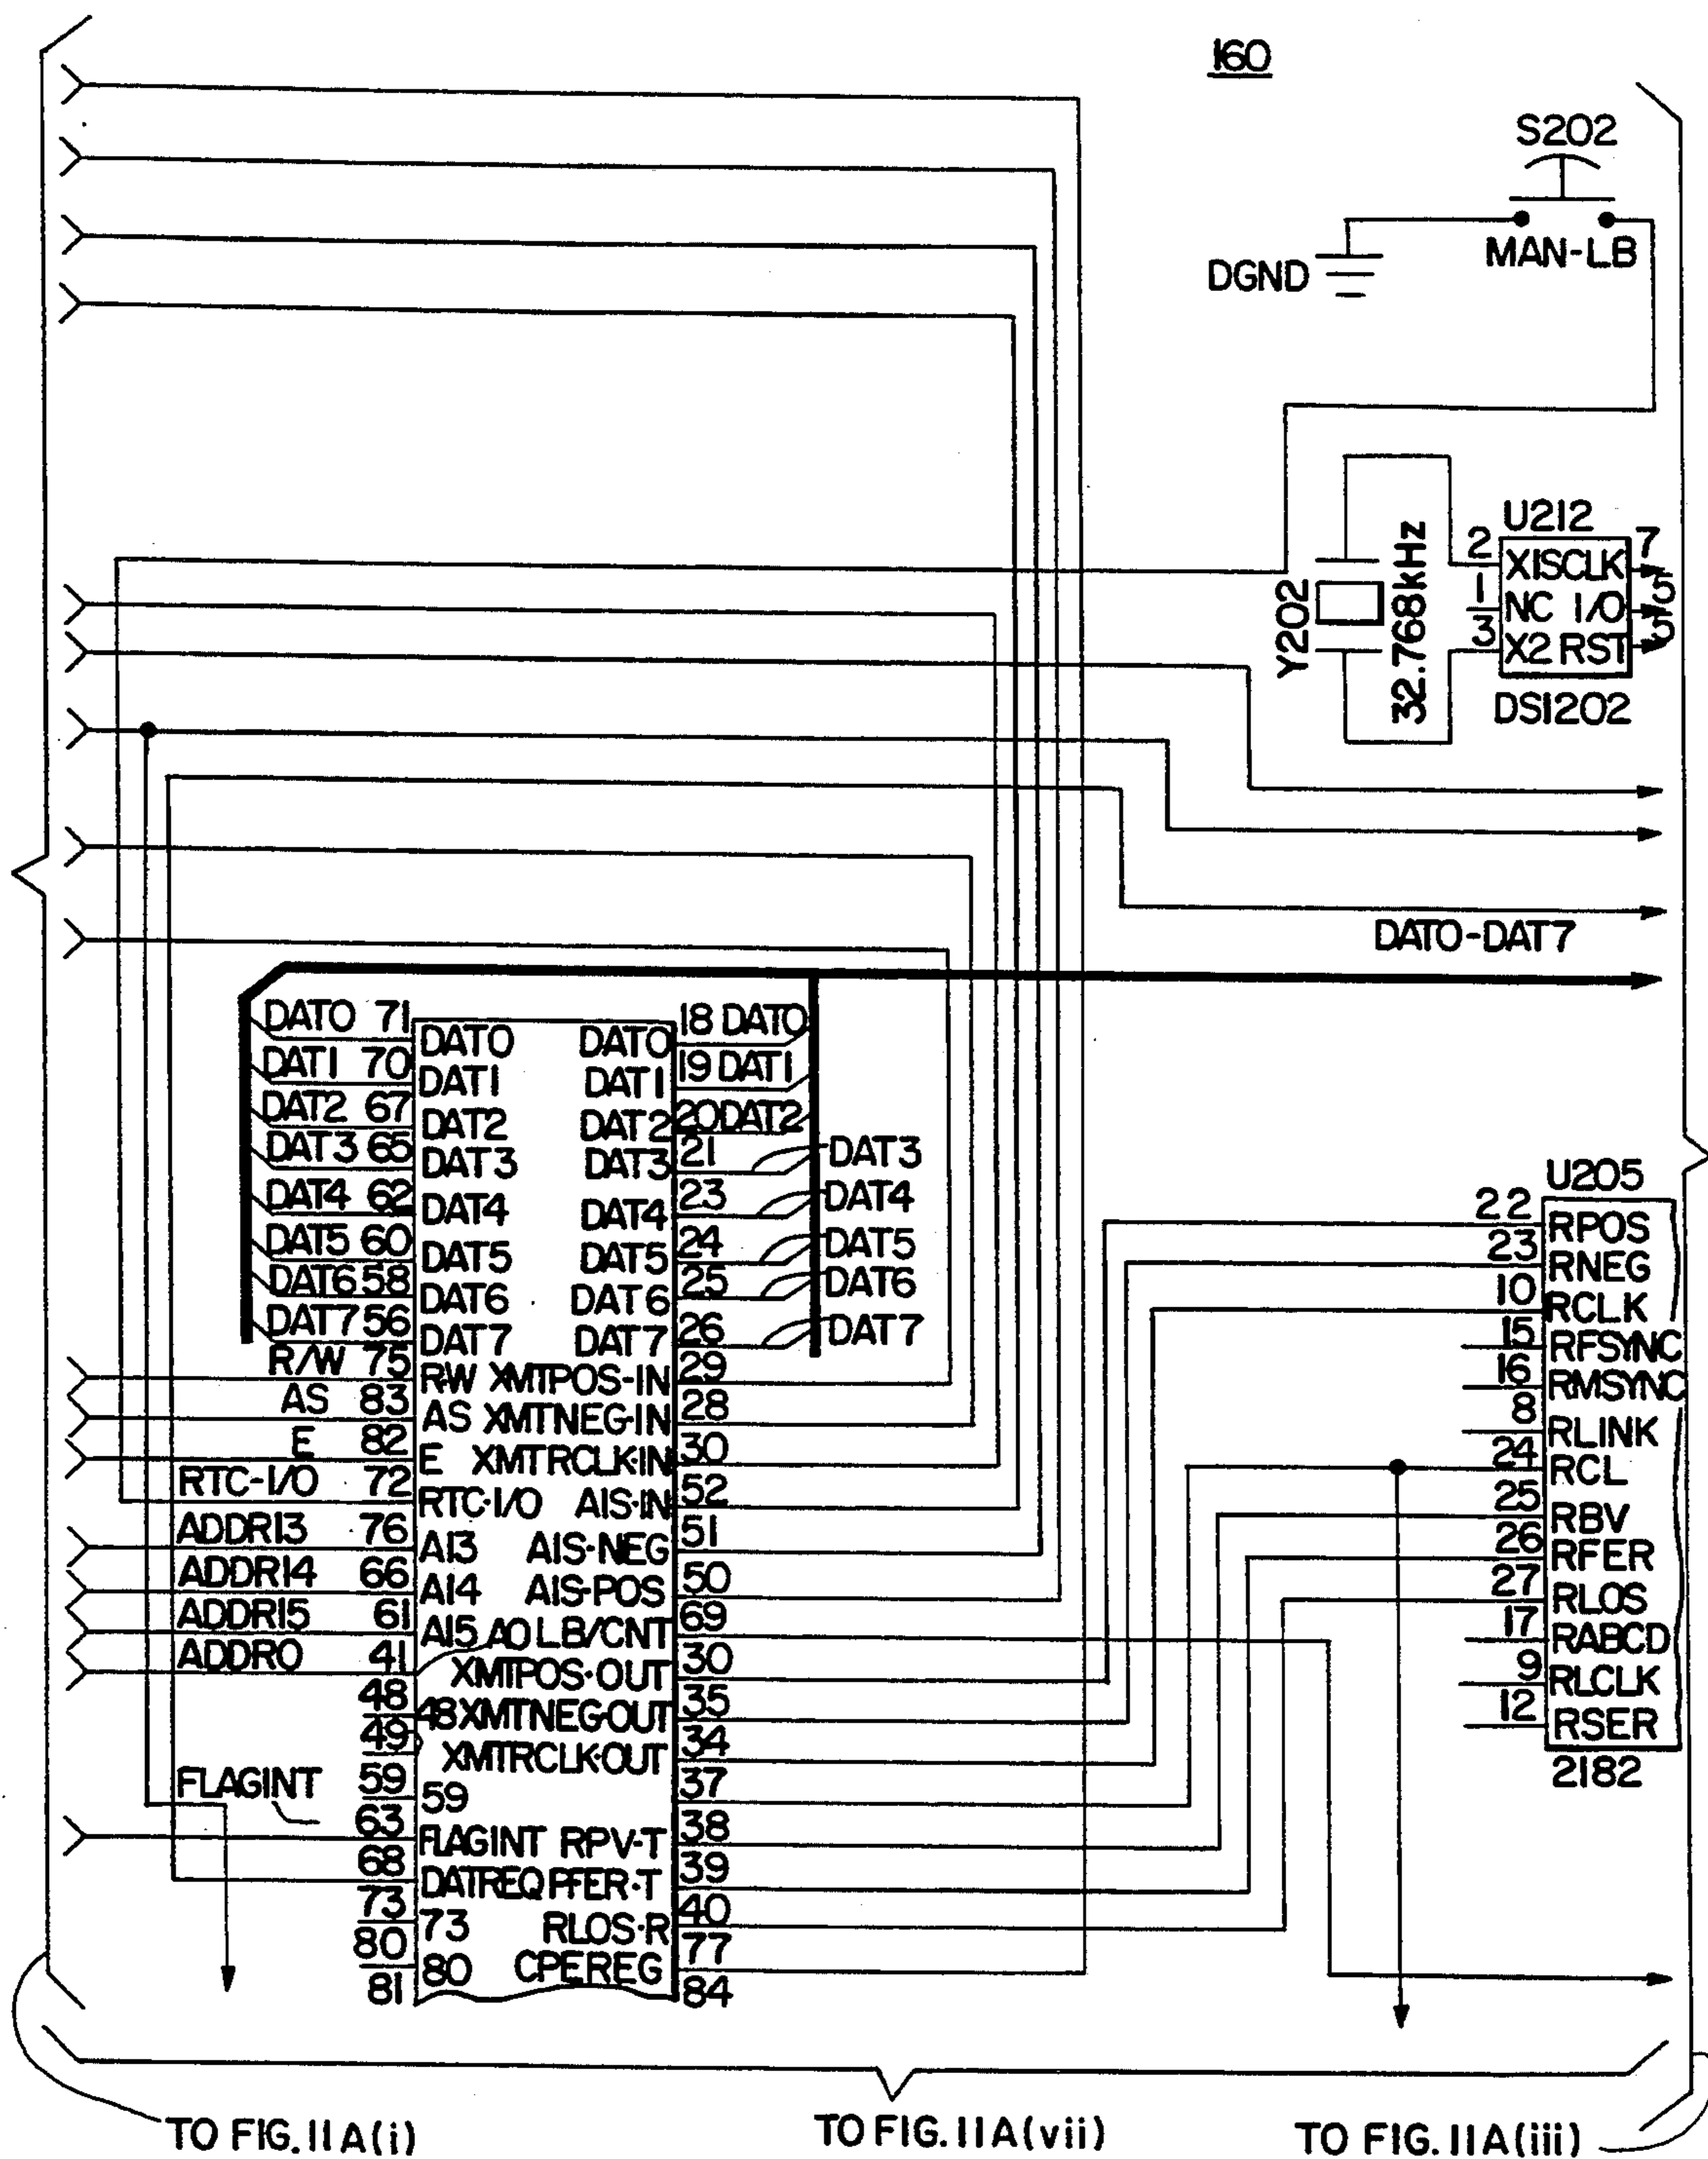 160
S202
MAN-LB
DGND
U212
2 XISCLK 7
1 NC I/O 5
3 X2 RST 5
DS1202
Y202
32.768kHz
DAT0-DAT7
DAT0 71 DAT0 DAT0 18 DAT0
DAT1 70 DAT1 DAT1 19 DAT1
DAT2 67 DAT2 DAT2 20 DAT2
DAT3 65 DAT3 DAT3 21 DAT3
DAT4 62 DAT4 DAT4 23 DAT4
DAT5 60 DAT5 DAT5 24 DAT5
DAT6 58 DAT6 DAT6 25 DAT6
DAT7 56 DAT7 DAT7 26 DAT7
R/W 75 RW XMTPOS-IN 29
AS 83 AS XMTNEG-IN 28
E 82 E XMTRCLK-IN 30
RTC-I/O 72 RTC-I/O AIS-IN 52
ADDR13 76 A13 AIS-NEG 51
ADDR14 66 A14 AIS-POS 50
ADDR15 61 A15 A0 LB/CNT 69
ADDR0 41 XMTPOS-OUT 30
48 48 XMTNEG-OUT 35
49 XMTRCLK-OUT 34
59 59 37
FLAGINT
63 FLAGINT RPV-T 38
68 DATREQ PFER-T 39
73 73 RLOS-R 40
80 80 CPEREG 77
81 84
U205
22 RPOS
23 RNEG
10 RCLK
15 RFSYNC
16 RMSYNC
8 RLINK
24 RCL
25 RBV
26 RFER
27 RLOS
17 RABCD
9 RLCLK
12 RSER
2182
TO FIG. 11A(i)
TO FIG. 11A(vii)
TO FIG. 11A(iii)